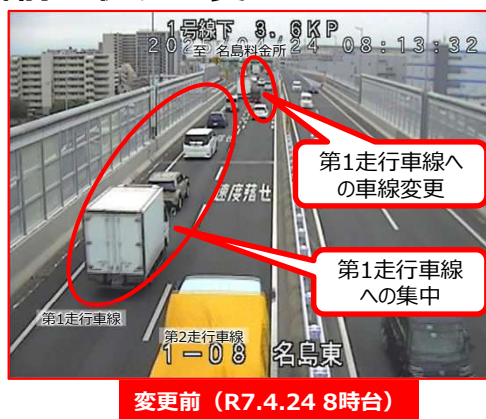 1号線下 3.6KP
24 08:13:32
至 名島料金所
第1走行車線へ
の車線変更
速度落せ
第1走行車線
への集中
第1走行車線
第2走行車線
1-08 名島東
変更前（R7.4.24 8時台）